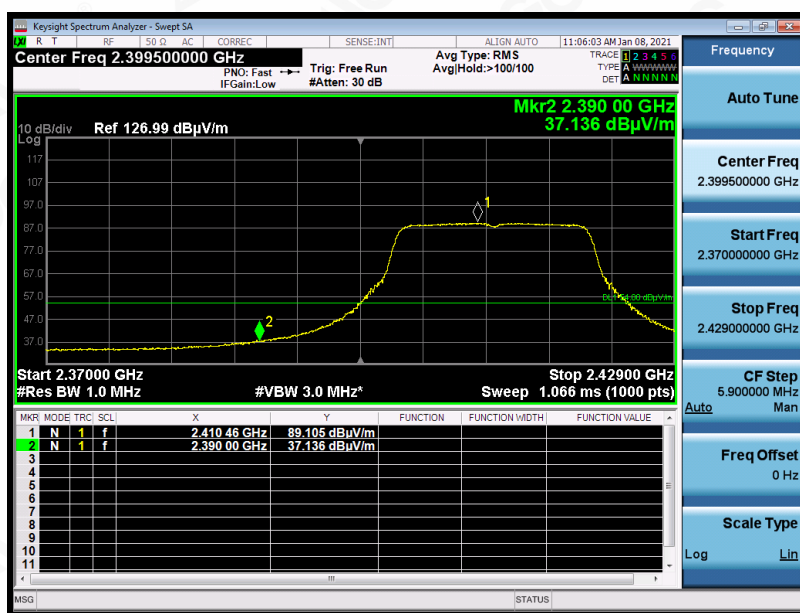 Keysight Spectrum Analyzer - Swept SA
LXI R T RF 50 Ω AC CORREC SENSE:INT ALIGN AUTO 11:06:03 AM Jan 08, 2021
Center Freq 2.399500000 GHz
PNO: Fast
IFGain:Low
Trig: Free Run
#Atten: 30 dB
Avg Type: RMS
Avg|Hold:>100/100
TRACE 1 2 3 4 5 6
TYPE A WWWWW
DET A N N N N N
Mkr2 2.390 00 GHz
37.136 dBµV/m
10 dB/div Ref 126.99 dBµV/m
Log
117
107
97.0
87.0
77.0
67.0
57.0
47.0
37.0
1
2
Start 2.37000 GHz
Stop 2.42900 GHz
#Res BW 1.0 MHz
#VBW 3.0 MHz*
Sweep 1.066 ms (1000 pts)
MKR MODE TRC SCL X Y FUNCTION FUNCTION WIDTH FUNCTION VALUE
1 N 1 f 2.410 46 GHz 89.105 dBµV/m
2 N 1 f 2.390 00 GHz 37.136 dBµV/m
3
4
5
6
7
8
9
10
11
MSG
STATUS
Frequency
Auto Tune
Center Freq
2.399500000 GHz
Start Freq
2.370000000 GHz
Stop Freq
2.429000000 GHz
CF Step
5.900000 MHz
Auto Man
Freq Offset
0 Hz
Scale Type
Log Lin